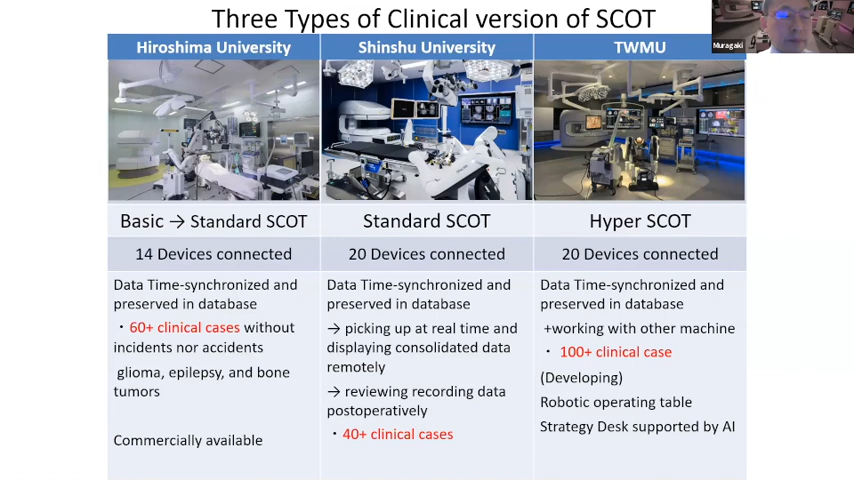 Three Types of Clinical version of SCOT
Muragaki
Hiroshima University
Shinshu University
TWMU
Basic → Standard SCOT
Standard SCOT
Hyper SCOT
14 Devices connected
20 Devices connected
20 Devices connected
Data Time-synchronized and
preserved in database
・60+ clinical cases without
incidents nor accidents
glioma, epilepsy, and bone
tumors
Commercially available
Data Time-synchronized and
preserved in database
→ picking up at real time and
displaying consolidated data
remotely
→ reviewing recording data
postoperatively
・40+ clinical cases
Data Time-synchronized and
preserved in database
+working with other machine
・ 100+ clinical case
(Developing)
Robotic operating table
Strategy Desk supported by AI